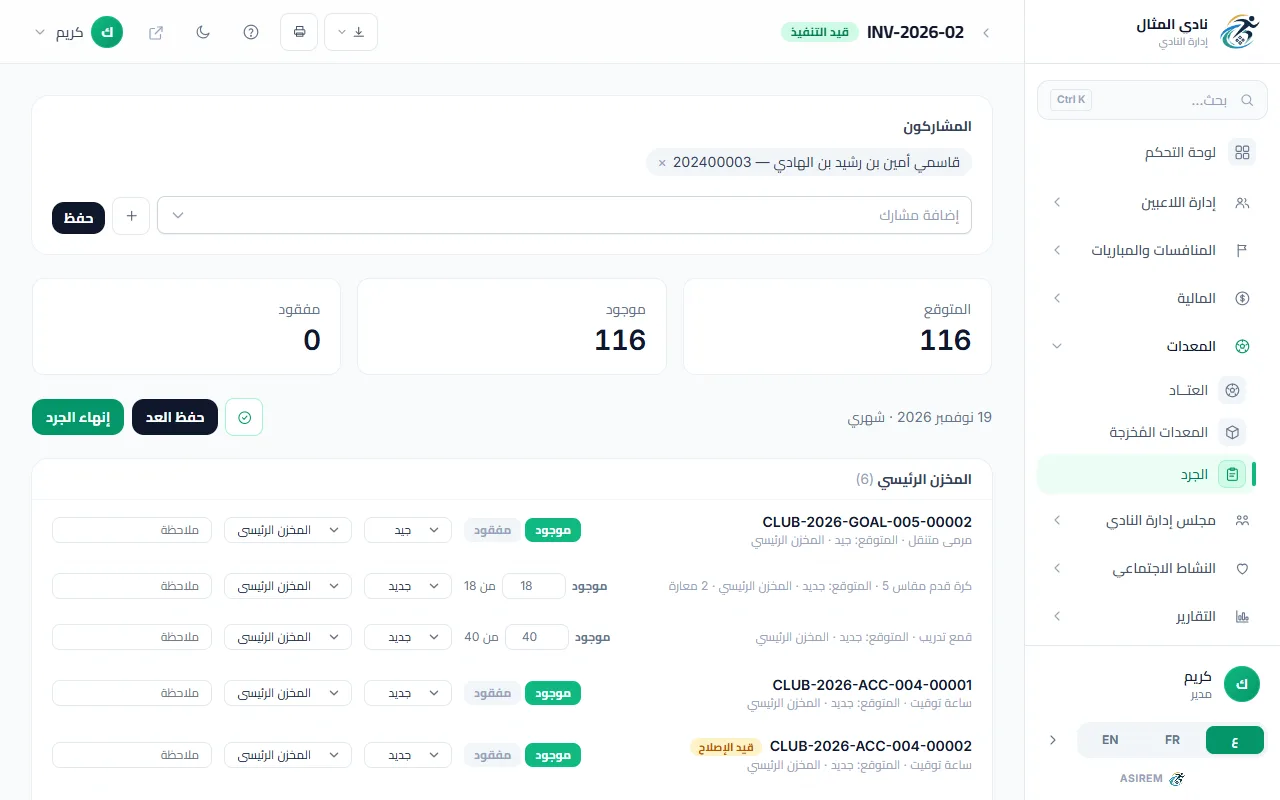 نادي المثال
إدارة النادي
بحث...
Ctrl K
لوحة التحكم
إدارة اللاعبين
المنافسات والمباريات
المالية
المعدات
العتــاد
المعدات المُخرجة
الجرد
مجلس إدارة النادي
النشاط الاجتماعي
التقارير
ك
كريم
مدير
ع FR EN
ASIREM
INV-2026-02 قيد التنفيذ
ك كريم
المشاركون
قاسمي أمين بن رشيد بن الهادي — 202400003 ×
إضافة مشارك
+ حفظ
المتوقع
116
موجود
116
مفقود
0
19 نوفمبر 2026 · شهري
حفظ العد إنهاء الجرد
المخزن الرئيسي (6)
CLUB-2026-GOAL-005-00002
مرمى متنقل · المتوقع: جيد · المخزن الرئيسي
موجود مفقود جيد المخزن الرئيسي ملاحظة
كرة قدم مقاس 5 · المتوقع: جديد · المخزن الرئيسي · 2 معارة
موجود 18 من 18 جديد المخزن الرئيسي ملاحظة
قمع تدريب · المتوقع: جديد · المخزن الرئيسي
موجود 40 من 40 جديد المخزن الرئيسي ملاحظة
CLUB-2026-ACC-004-00001
ساعة توقيت · المتوقع: جديد · المخزن الرئيسي
موجود مفقود جديد المخزن الرئيسي ملاحظة
CLUB-2026-ACC-004-00002 قيد الإصلاح
ساعة توقيت · المتوقع: جديد · المخزن الرئيسي
موجود مفقود جديد المخزن الرئيسي ملاحظة